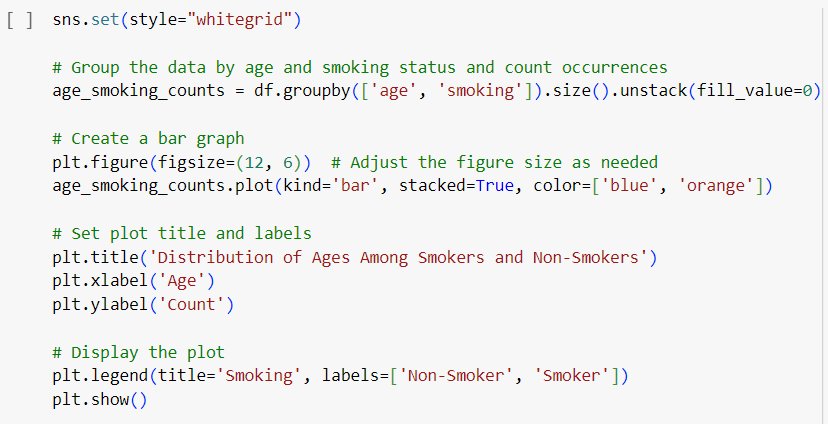 [ ] sns.set(style="whitegrid")
# Group the data by age and smoking status and count occurrences
age_smoking_counts = df.groupby(['age', 'smoking']).size().unstack(fill_value=0)
# Create a bar graph
plt.figure(figsize=(12, 6))  # Adjust the figure size as needed
age_smoking_counts.plot(kind='bar', stacked=True, color=['blue', 'orange'])
# Set plot title and labels
plt.title('Distribution of Ages Among Smokers and Non-Smokers')
plt.xlabel('Age')
plt.ylabel('Count')
# Display the plot
plt.legend(title='Smoking', labels=['Non-Smoker', 'Smoker'])
plt.show()